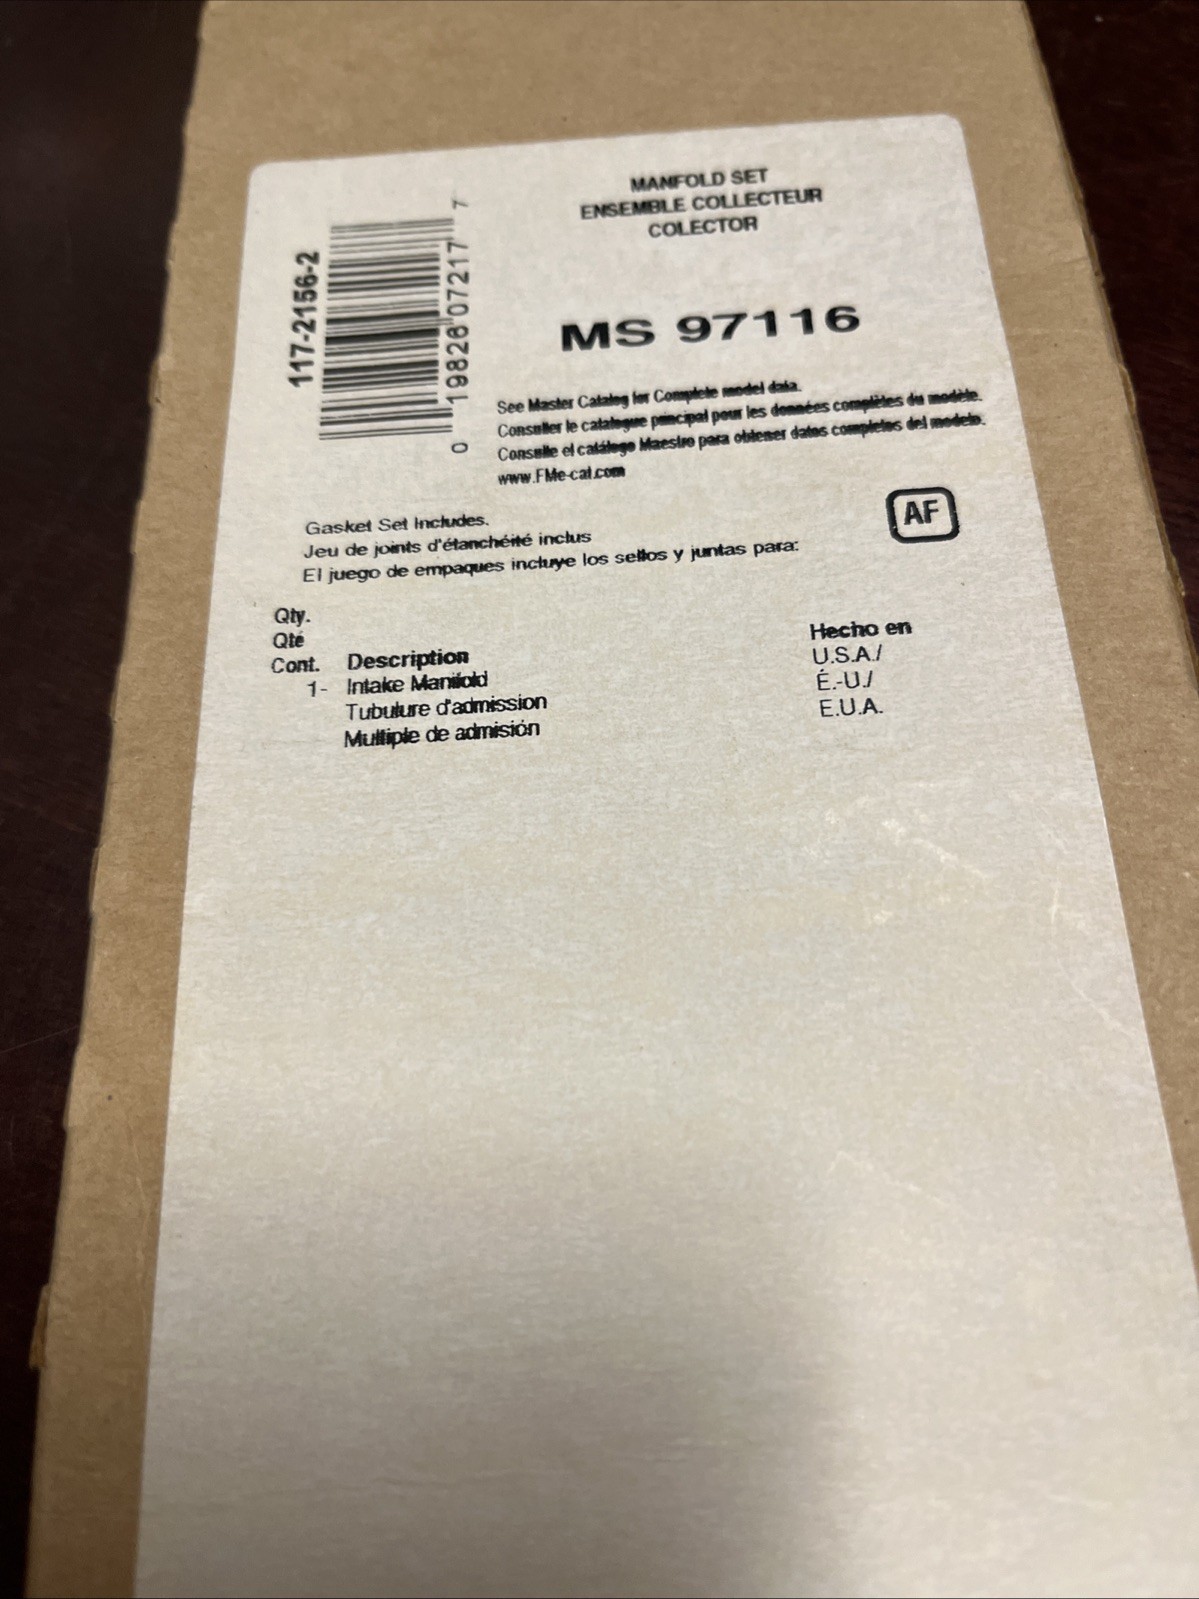 MANIFOLD SET
ENSEMBLE COLLECTEUR
COLECTOR
117-2156-2
0 19826 07217 7
MS 97116
See Master Catalog for Complete model data.
Consulter le catalogue principal pour les données complètes du modèle.
Consulte el catálogo Maestro para obtener datos completos del modelo.
www.FMe-cat.com
AF
Gasket Set Includes.
Jeu de joints d'étanchéité inclus
El juego de empaques incluye los sellos y juntas para:
Qty.
Qté
Cont. Description
1- Intake Manifold
Tubulure d'admission
Multiple de admisión
Hecho en
U.S.A./
É.-U./
E.U.A.